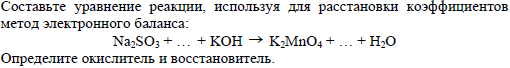 Составьте уравнение реакции, используя для расстановки коэффициентов
метод электронного баланса:
Na₂SO₃ + … + KOH → K₂MnO₄ + … + H₂O
Определите окислитель и восстановитель.